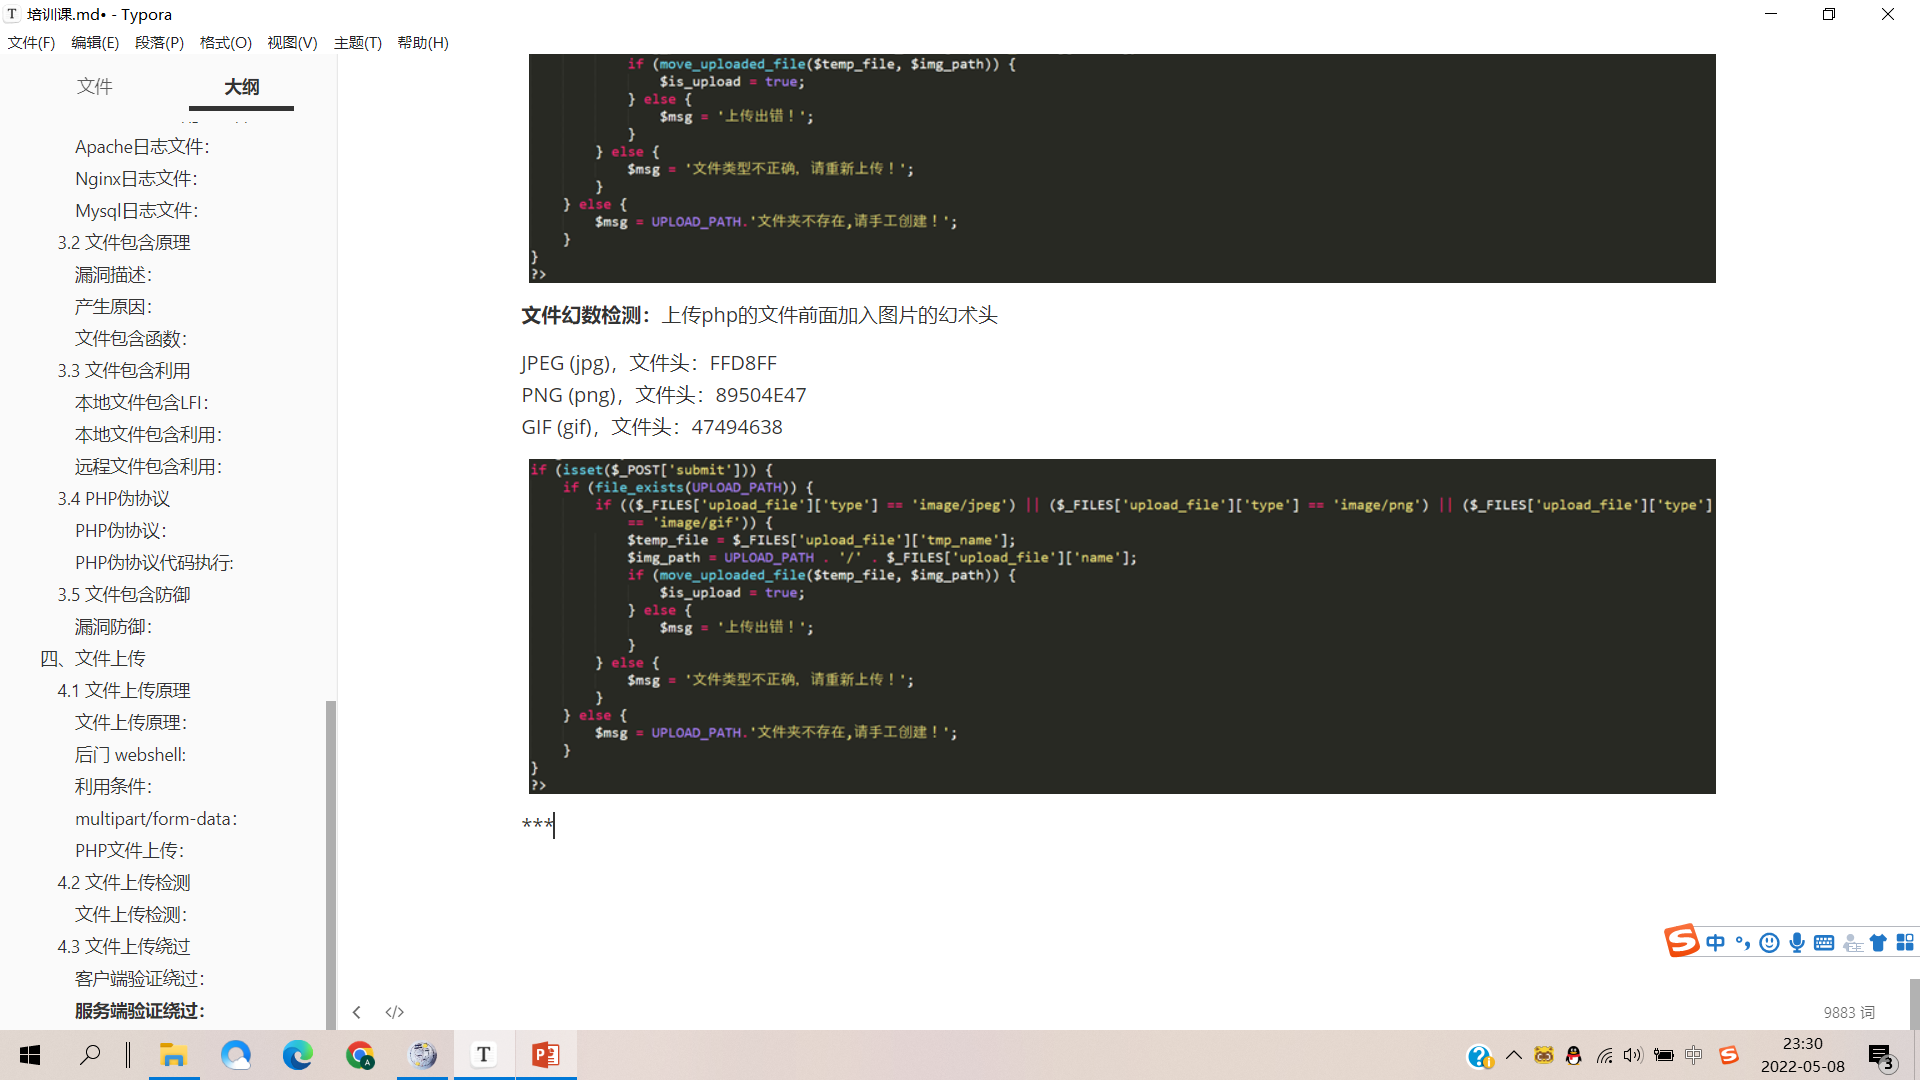 培训课.md• - Typora
文件(F) 编辑(E) 段落(P) 格式(O) 视图(V) 主题(T) 帮助(H)
文件 大纲
Apache日志文件：
Nginx日志文件：
Mysql日志文件：
3.2 文件包含原理
漏洞描述：
产生原因：
文件包含函数：
3.3 文件包含利用
本地文件包含LFI：
本地文件包含利用：
远程文件包含利用：
3.4 PHP伪协议
PHP伪协议：
PHP伪协议代码执行:
3.5 文件包含防御
漏洞防御：
四、文件上传
4.1 文件上传原理
文件上传原理：
后门 webshell:
利用条件：
multipart/form-data：
PHP文件上传：
4.2 文件上传检测
文件上传检测：
4.3 文件上传绕过
客户端验证绕过：
服务端验证绕过：
if (move_uploaded_file($temp_file, $img_path)) {
$is_upload = true;
} else {
$msg = '上传出错！';
}
} else {
$msg = '文件类型不正确，请重新上传！';
}
} else {
$msg = UPLOAD_PATH.'文件夹不存在,请手工创建！';
}
}
?>
文件幻数检测：上传php的文件前面加入图片的幻术头
JPEG (jpg)，文件头：FFD8FF
PNG (png)，文件头：89504E47
GIF (gif)，文件头：47494638
if (isset($_POST['submit'])) {
if (file_exists(UPLOAD_PATH)) {
if (($_FILES['upload_file']['type'] == 'image/jpeg') || ($_FILES['upload_file']['type'] == 'image/png') || ($_FILES['upload_file']['type']
== 'image/gif')) {
$temp_file = $_FILES['upload_file']['tmp_name'];
$img_path = UPLOAD_PATH . '/' . $_FILES['upload_file']['name'];
if (move_uploaded_file($temp_file, $img_path)) {
$is_upload = true;
} else {
$msg = '上传出错！';
}
} else {
$msg = '文件类型不正确，请重新上传！';
}
} else {
$msg = UPLOAD_PATH.'文件夹不存在,请手工创建！';
}
}
?>
***
中
9883 词
中
23:30
2022-05-08
3